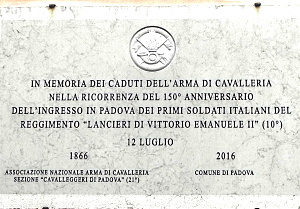 IN MEMORIA DEI CADUTI DELL'ARMA DI CAVALLERIA
NELLA RICORRENZA DEL 150° ANNIVERSARIO
DELL'INGRESSO IN PADOVA DEI PRIMI SOLDATI ITALIANI DEL
REGGIMENTO "LANCIERI DI VITTORIO EMANUELE II" (10°)
12 LUGLIO
1866 2016
ASSOCIAZIONE NAZIONALE ARMA DI CAVALLERIA COMUNE DI PADOVA
SEZIONE "CAVALLEGGERI DI PADOVA" (21°)